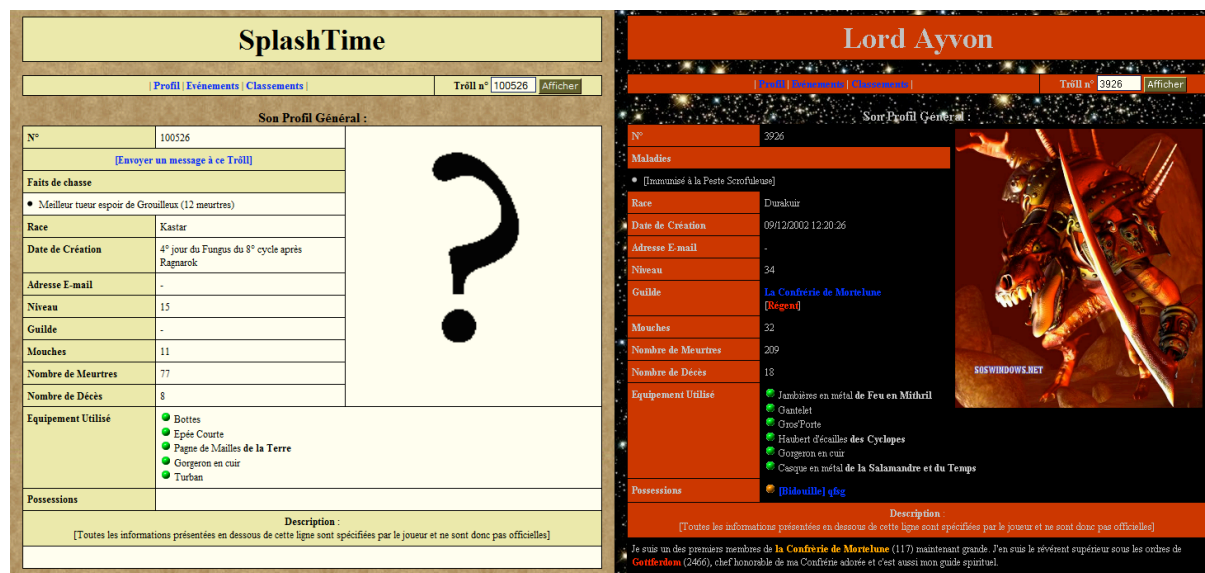 SplashTime
| Profil | Evénements | Classements |
Trõll n° 100526 Afficher
Son Profil Général :
N° 100526
[Envoyer un message à ce Trõll]
Faits de chasse
Meilleur tueur espoir de Grouilleux (12 meurtres)
Race Kastar
Date de Création 4° jour du Fungus du 8° cycle après
Ragnarok
Adresse E-mail -
Niveau 15
Guilde -
Mouches 11
Nombre de Meurtres 77
Nombre de Décès 8
Equipement Utilisé Bottes
Epée Courte
Pagne de Mailles de la Terre
Gorgeron en cuir
Turban
Possessions
Description :
[Toutes les informations présentées en dessous de cette ligne sont spécifiées par le joueur et ne sont donc pas officielles]
Lord Ayvon
| Profil | Evénements | Classements |
Trõll n° 3926 Afficher
Son Profil Général :
N° 3926
Maladies
[Immunisé à la Peste Scrofuleuse]
Race Durakuir
Date de Création 09/12/2002 12:20:26
Adresse E-mail -
Niveau 34
Guilde La Confrérie de Mortelune
[Régent]
Mouches 32
Nombre de Meurtres 209
Nombre de Décès 18
Equipement Utilisé Jambières en métal de Feu en Mithril
Gantelet
Gros'Porte
Haubert d'écailles des Cyclopes
Gorgeron en cuir
Casque en métal de la Salamandre et du Temps
Possessions [Bidouille] qfsg
SOSWINDOWS.NET
Description :
[Toutes les informations présentées en dessous de cette ligne sont spécifiées par le joueur et ne sont donc pas officielles]
Je suis un des premiers membres de la Confrèrie de Mortelune (117) maintenant grande. J'en suis le révérent supérieur sous les ordres de
Gottferdom (2466), chef honorable de ma Confrérie adorée et c'est aussi mon guide spirituel.